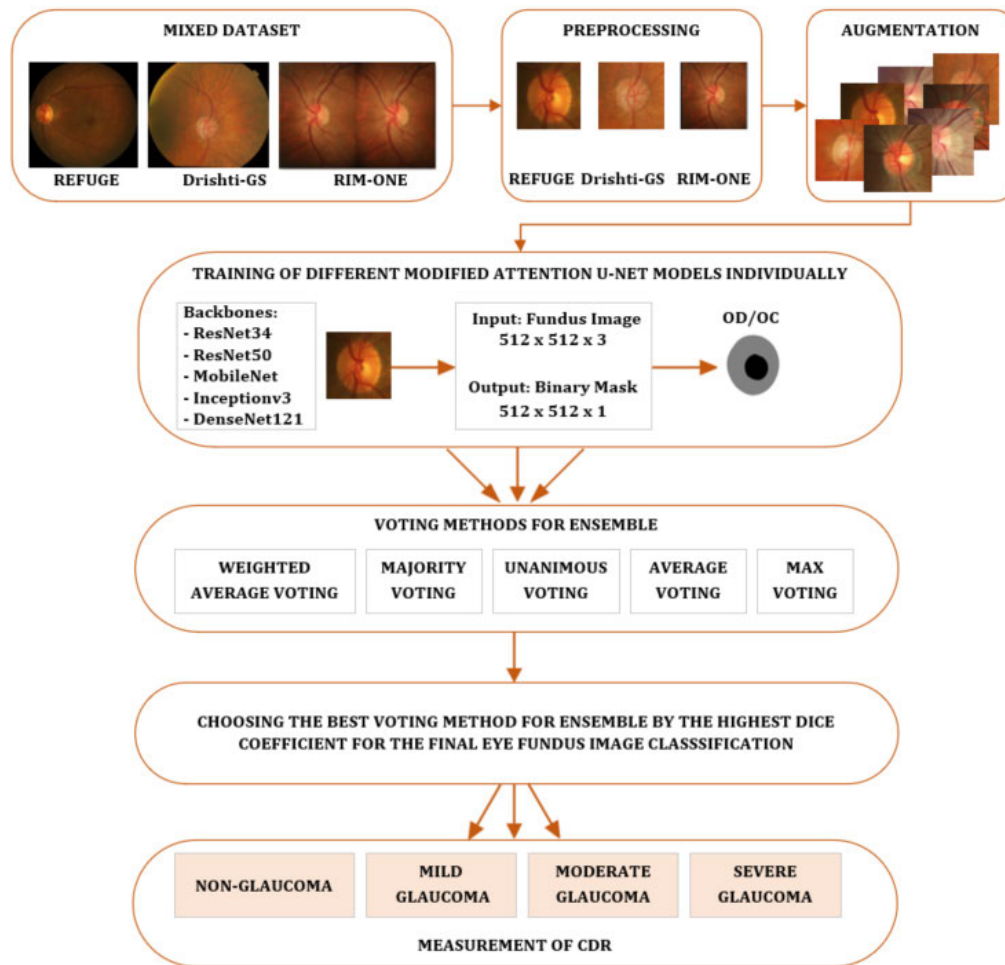 MIXED DATASET
REFUGE
Drishti-GS
RIM-ONE
PREPROCESSING
REFUGE
Drishti-GS
RIM-ONE
AUGMENTATION
TRAINING OF DIFFERENT MODIFIED ATTENTION U-NET MODELS INDIVIDUALLY
Backbones:
- ResNet34
- ResNet50
- MobileNet
- Inceptionv3
- DenseNet121
Input: Fundus Image
512 x 512 x 3
Output: Binary Mask
512 x 512 x 1
OD/OC
VOTING METHODS FOR ENSEMBLE
WEIGHTED
AVERAGE VOTING
MAJORITY
VOTING
UNANIMOUS
VOTING
AVERAGE
VOTING
MAX
VOTING
CHOOSING THE BEST VOTING METHOD FOR ENSEMBLE BY THE HIGHEST DICE
COEFFICIENT FOR THE FINAL EYE FUNDUS IMAGE CLASSSIFICATION
NON-GLAUCOMA
MILD
GLAUCOMA
MODERATE
GLAUCOMA
SEVERE
GLAUCOMA
MEASUREMENT OF CDR